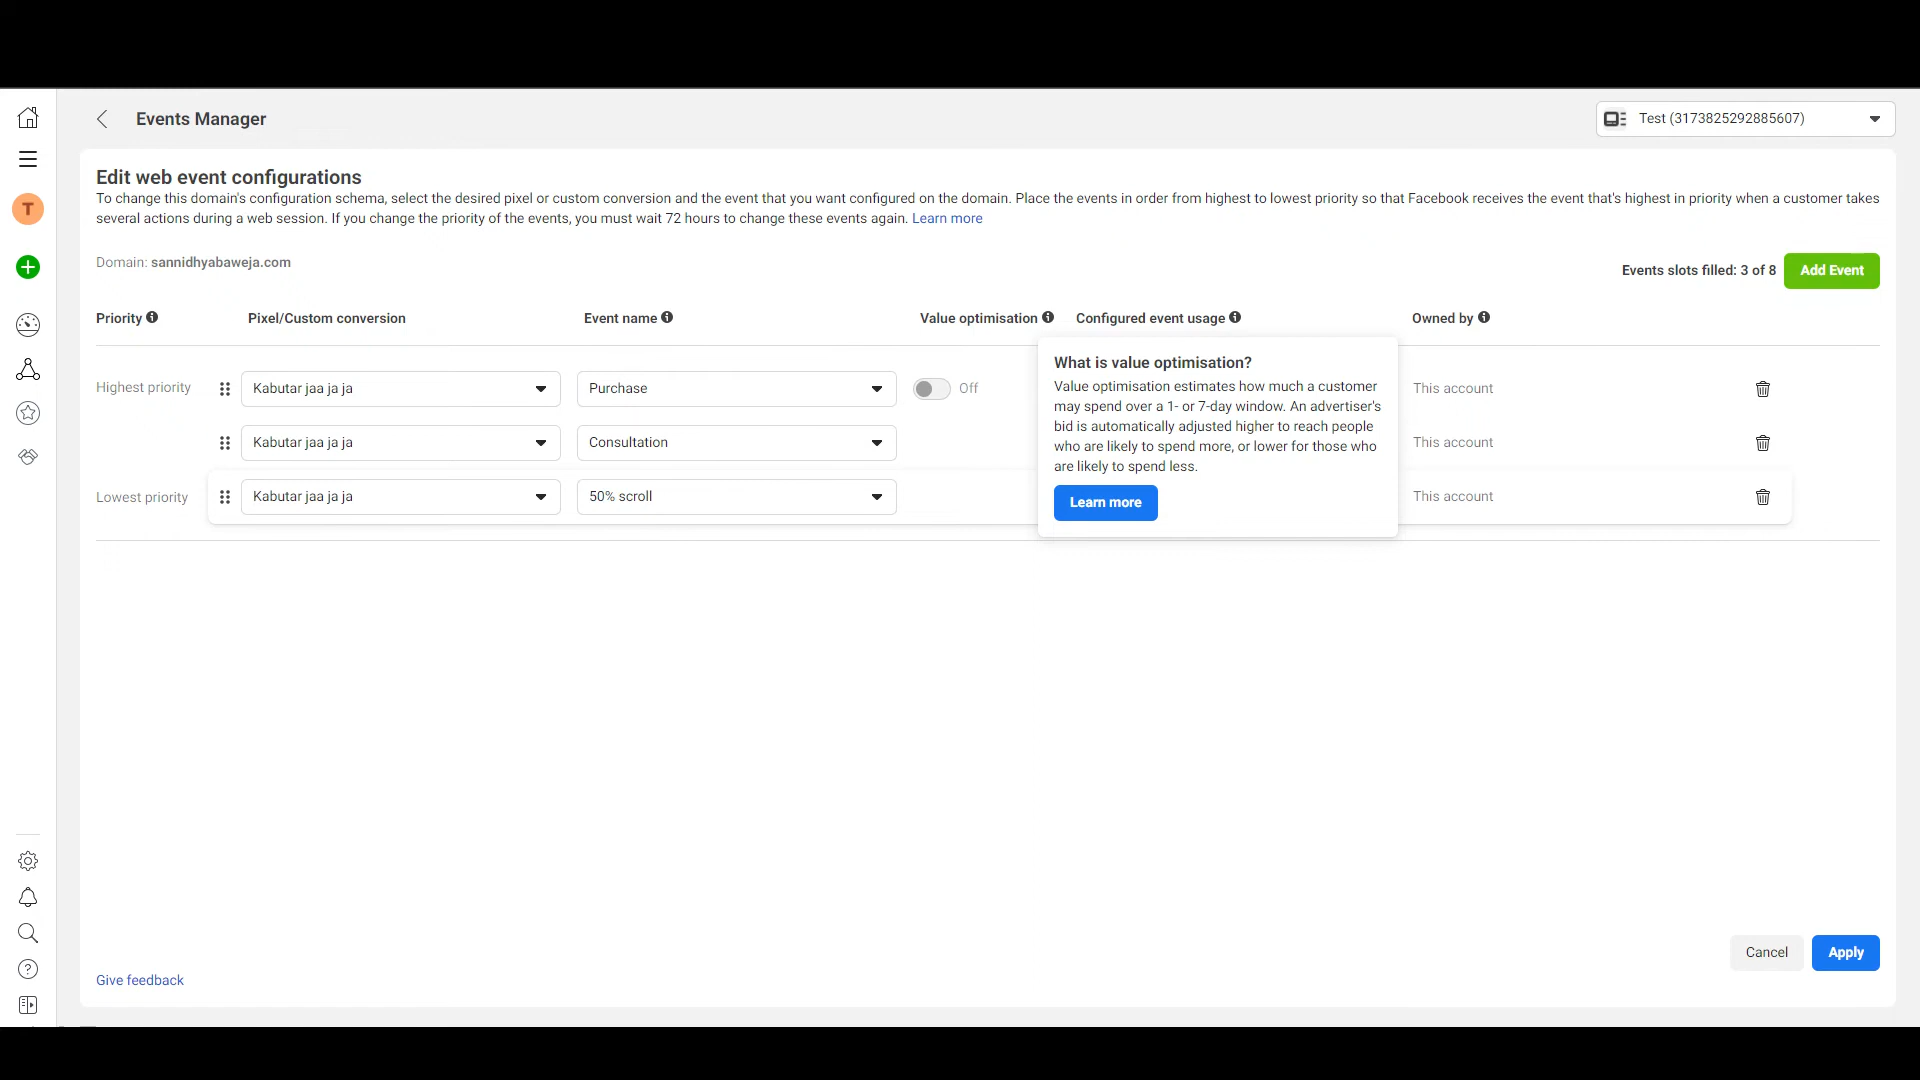 Events Manager
Test (3173825292885607)
Edit web event configurations
To change this domain's configuration schema, select the desired pixel or custom conversion and the event that you want configured on the domain. Place the events in order from highest to lowest priority so that Facebook receives the event that's highest in priority when a customer takes
several actions during a web session. If you change the priority of the events, you must wait 72 hours to change these events again. Learn more
T
Domain: sannidhyabaweja.com
Events slots filled: 3 of 8
Add Event
Priority
Pixel/Custom conversion
Event name
Value optimisation
Configured event usage
Owned by
What is value optimisation?
Value optimisation estimates how much a customer
may spend over a 1- or 7-day window. An advertiser's
bid is automatically adjusted higher to reach people
who are likely to spend more, or lower for those who
are likely to spend less.
Learn more
Highest priority
Kabutar jaa ja ja
Purchase
Off
This account
Kabutar jaa ja ja
Consultation
This account
Lowest priority
Kabutar jaa ja ja
50% scroll
This account
Cancel
Apply
Give feedback